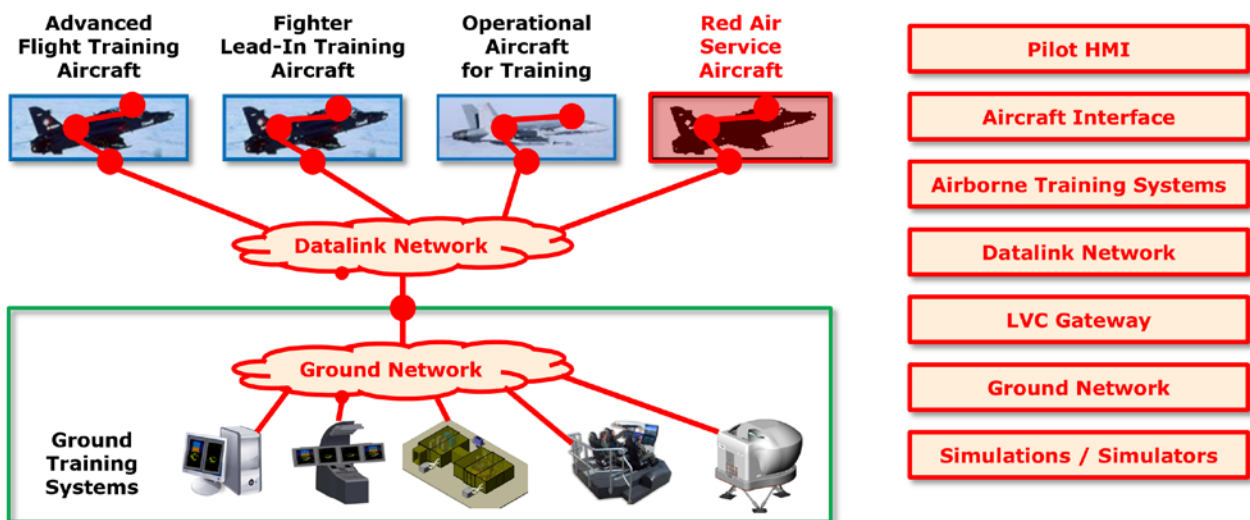 Advanced
Flight Training
Aircraft
Fighter
Lead-In Training
Aircraft
Operational
Aircraft
for Training
Red Air
Service
Aircraft
Datalink Network
Ground Network
Ground
Training
Systems
Pilot HMI
Aircraft Interface
Airborne Training Systems
Datalink Network
LVC Gateway
Ground Network
Simulations / Simulators